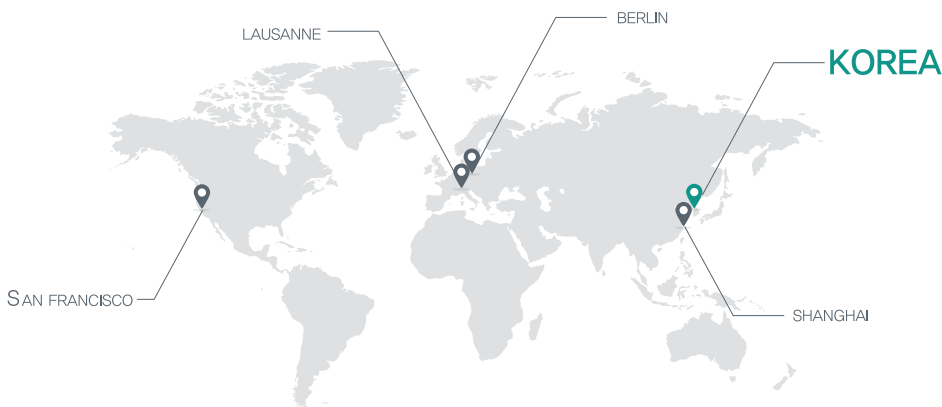 BERLIN
LAUSANNE
KOREA
SAN FRANCISCO
SHANGHAI